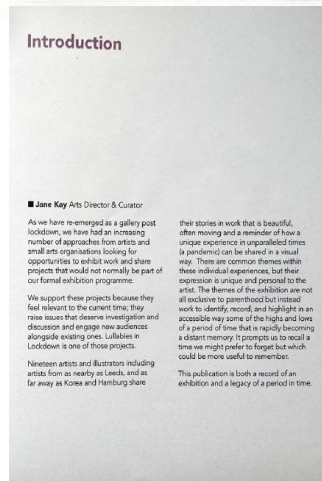 Introduction
■ Jane Kay Arts Director & Curator
As we have re-emerged as a gallery post
lockdown, we have had an increasing
number of approaches from artists and
small arts organisations looking for
opportunities to exhibit work and share
projects that would not normally be part of
our formal exhibition programme.
We support these projects because they
feel relevant to the current time; they
raise issues that deserve investigation and
discussion and engage new audiences
alongside existing ones. Lullabies in
Lockdown is one of those projects.
Nineteen artists and illustrators including
artists from as nearby as Leeds, and as
far away as Korea and Hamburg share
their stories in work that is beautiful,
often moving and a reminder of how a
unique experience in unparalleled times
(a pandemic) can be shared in a visual
way. There are common themes within
these individual experiences, but their
expression is unique and personal to the
artist. The themes of the exhibition are not
all exclusive to parenthood but instead
work to identify, record, and highlight in an
accessible way some of the highs and lows
of a period of time that is rapidly becoming
a distant memory. It prompts us to recall a
time we might prefer to forget but which
could be more useful to remember.
This publication is both a record of an
exhibition and a legacy of a period in time.